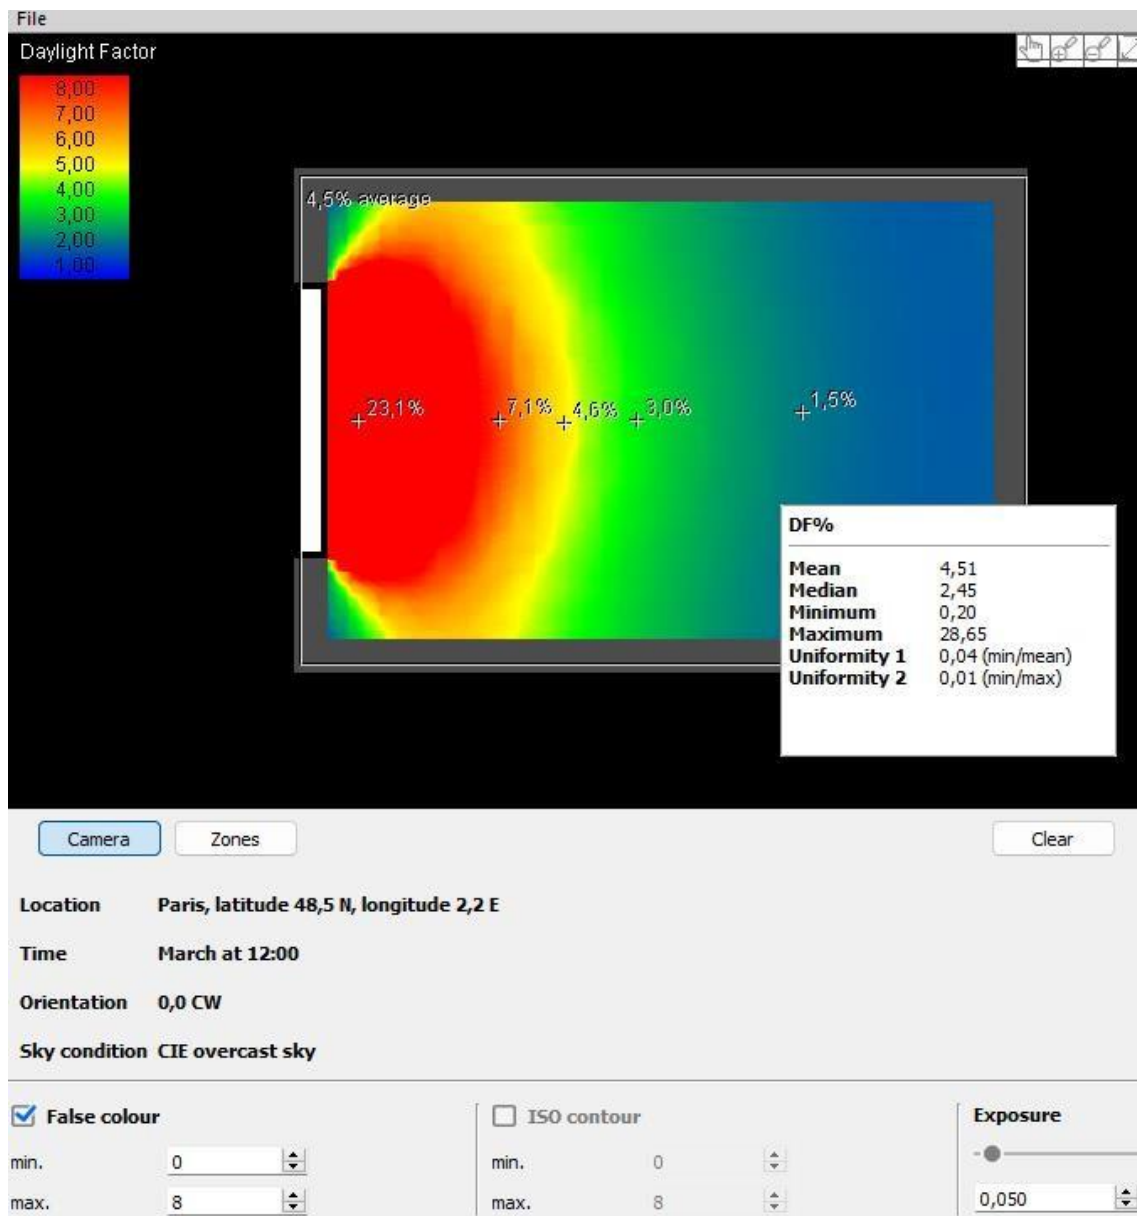 File
Daylight Factor
8,00
7,00
6,00
5,00
4,00
3,00
2,00
1,00
4,5% average
23,1%
7,1%
4,6%
3,0%
1,5%
DF%
Mean 4,51
Median 2,45
Minimum 0,20
Maximum 28,65
Uniformity 1 0,04 (min/mean)
Uniformity 2 0,01 (min/max)
Camera Zones Clear
Location Paris, latitude 48,5 N, longitude 2,2 E
Time March at 12:00
Orientation 0,0 CW
Sky condition CIE overcast sky
False colour ISO contour Exposure
min. 0 min. 0
max. 8 max. 8 0,050